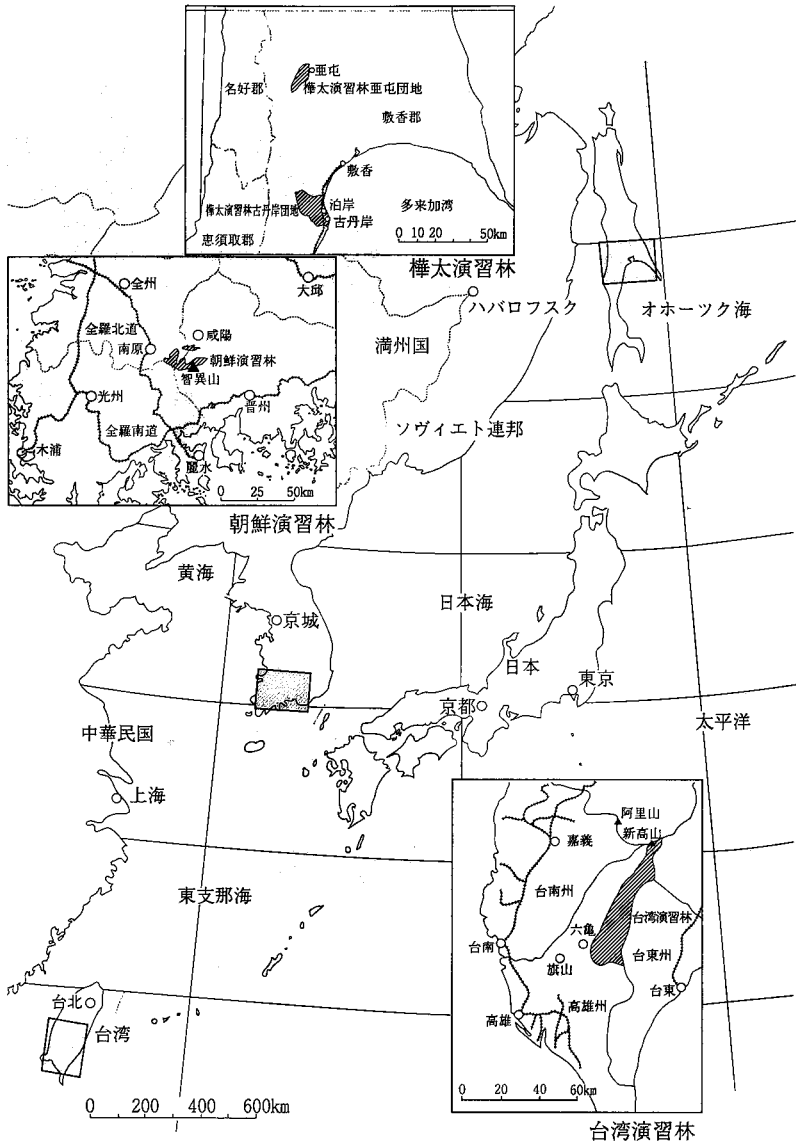 亜屯
名好郡
樺太演習林亜屯団地
敷香郡
敷香
樺太演習林古丹岸団地
泊岸
多来加湾
古丹岸
恵須取郡
0 10 20 50km
樺太演習林
全州
大邱
金羅北道
咸陽
南原
朝鮮演習林
智異山
光州
晋州
金羅南道
木浦
麗水
0 25 50km
朝鮮演習林
ハバロフスク
オホーツク海
満州国
ソヴィエト連邦
黄海
京城
日本海
日本
東京
京都
太平洋
中華民国
上海
東支那海
台北
台湾
0 200 400 600km
阿里山
新高山
嘉義
台南州
台湾演習林
六亀
台南
旗山
台東州
台東
高雄
高雄州
0 20 40 60km
台湾演習林